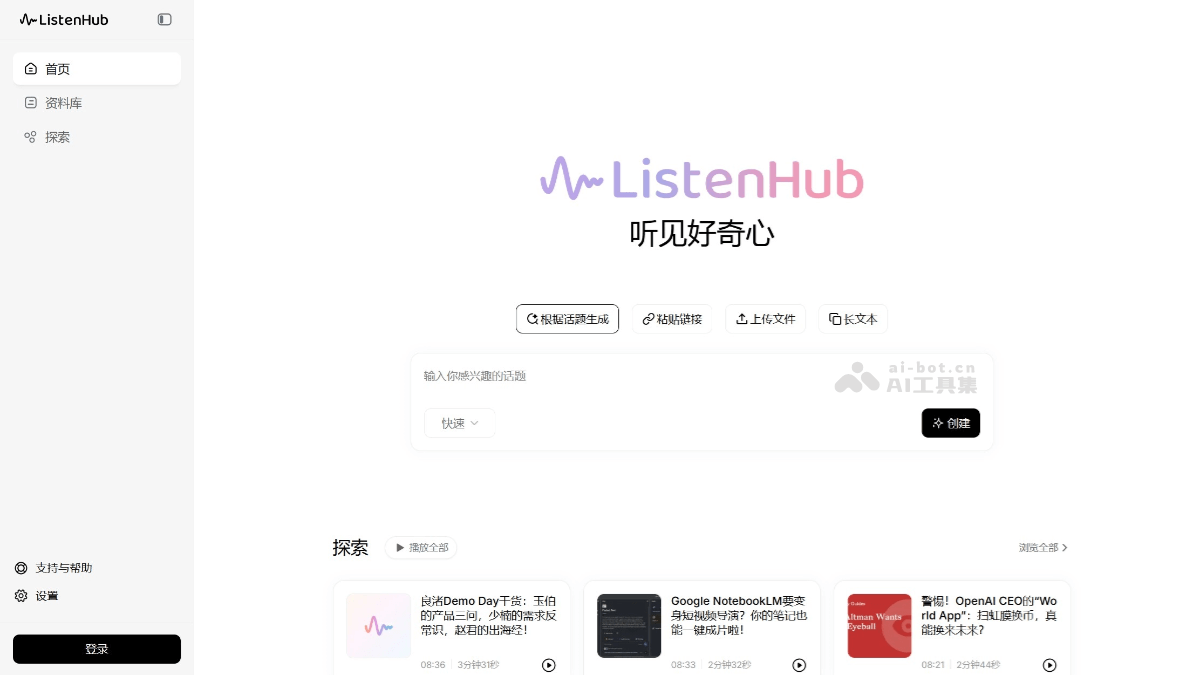 ListenHub
首页
资料库
探索
ListenHub
听见好奇心
根据话题生成 粘贴链接 上传文件 长文本
输入你感兴趣的话题
ai-bot.cn
AI工具集
快速
创建
探索 播放全部 浏览全部
良渚Demo Day干货：玉伯
的产品三问，少楠的需求反
常识，赵君的出海经！
08:36 3分钟31秒
Google NotebookLM要变
身短视频导演？你的笔记也
能一键成片啦！
08:33 2分钟32秒
Altman Wants
Eyeball
警惕！OpenAI CEO的“Wo
rld App”：扫虹膜换币，真
能换来未来？
08:21 2分钟44秒
支持与帮助
设置
登录